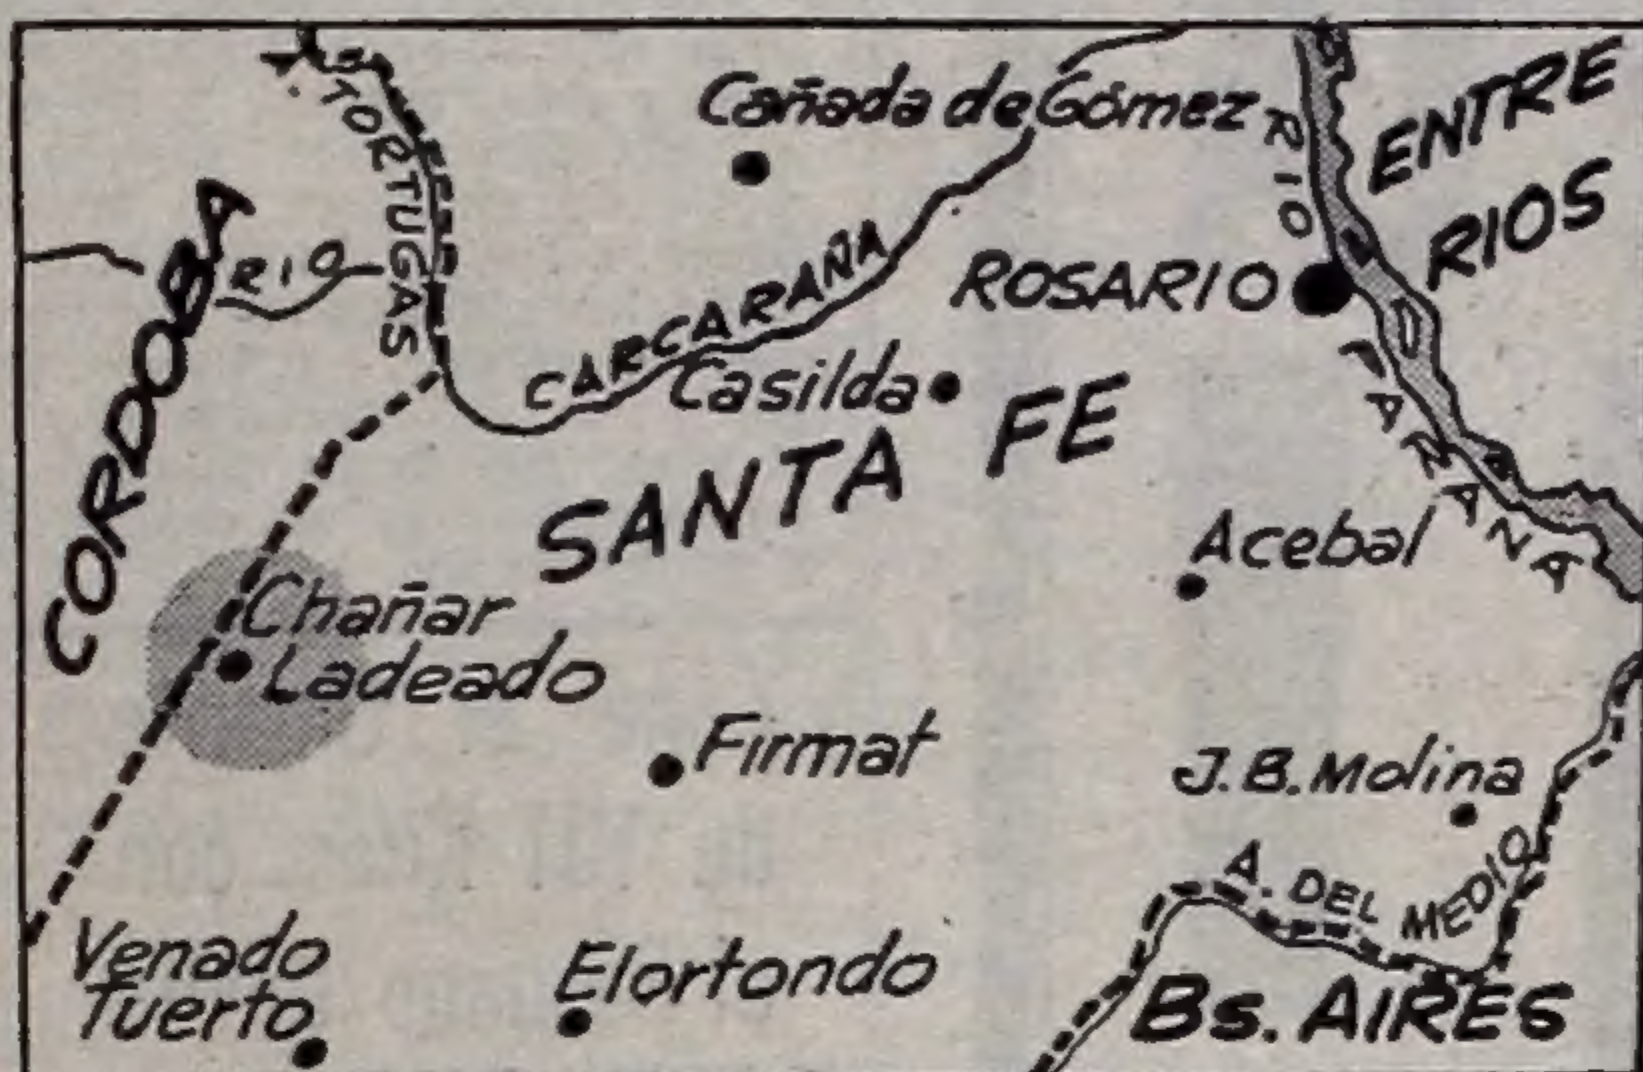 A. TORTUGAS
Cañada de Gómez
RIO PARANA
ENTRE
RIOS
CORDOBA
RIO CARCARAÑA
ROSARIO
Casilda
SANTA FE
Acebal
Chañar
Ladeado
Firmat
J.B.Molina
A. DEL MEDIO
Venado
Tuerto
Elortondo
Bs. AIRES